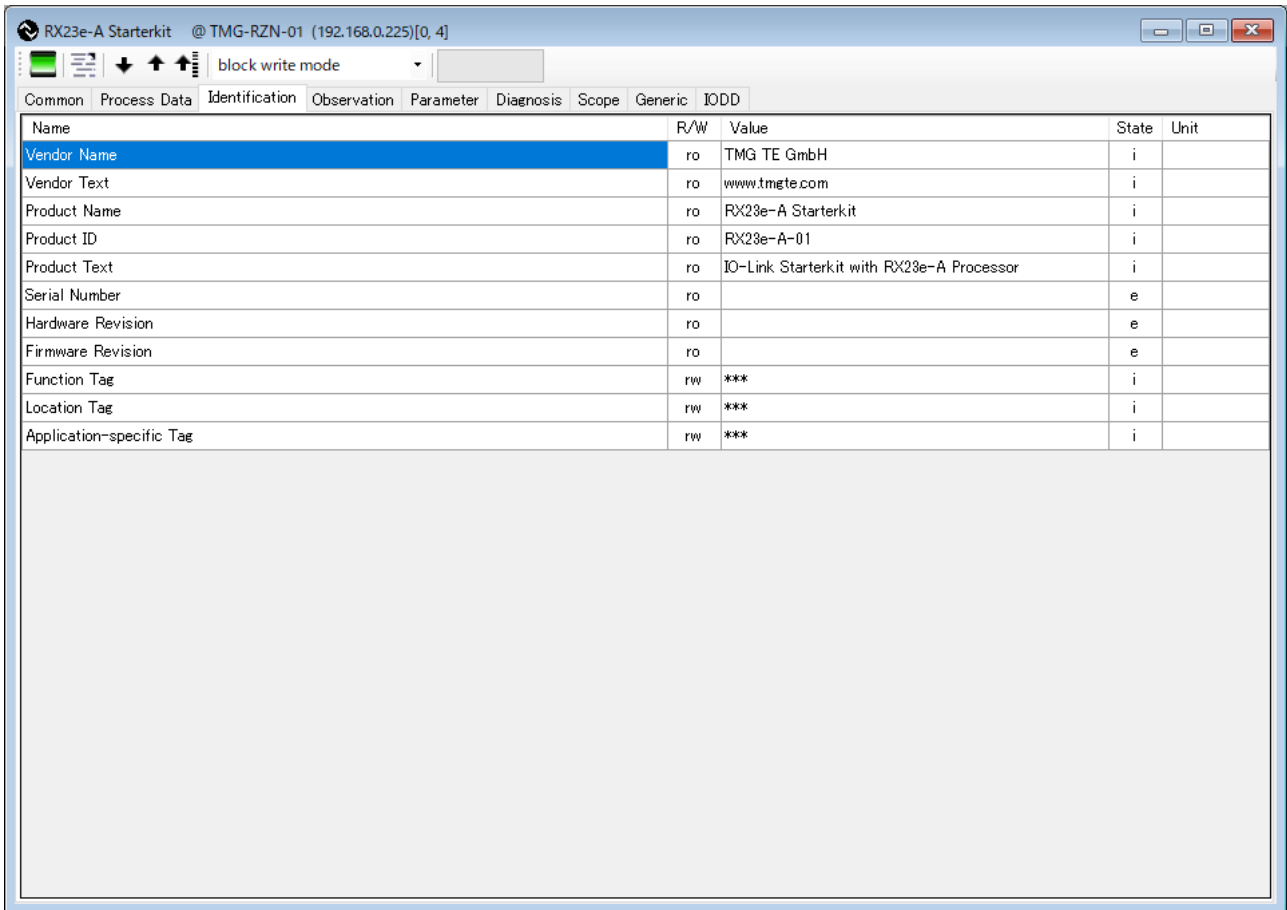 RX23e-A Starterkit @ TMG-RZN-01 (192.168.0.225)[0, 4]
block write mode
Common Process Data Identification Observation Parameter Diagnosis Scope Generic IODD
Name R/W Value State Unit
Vendor Name ro TMG TE GmbH i
Vendor Text ro www.tmgte.com i
Product Name ro RX23e-A Starterkit i
Product ID ro RX23e-A-01 i
Product Text ro IO-Link Starterkit with RX23e-A Processor i
Serial Number ro e
Hardware Revision ro e
Firmware Revision ro e
Function Tag rw *** i
Location Tag rw *** i
Application-specific Tag rw *** i